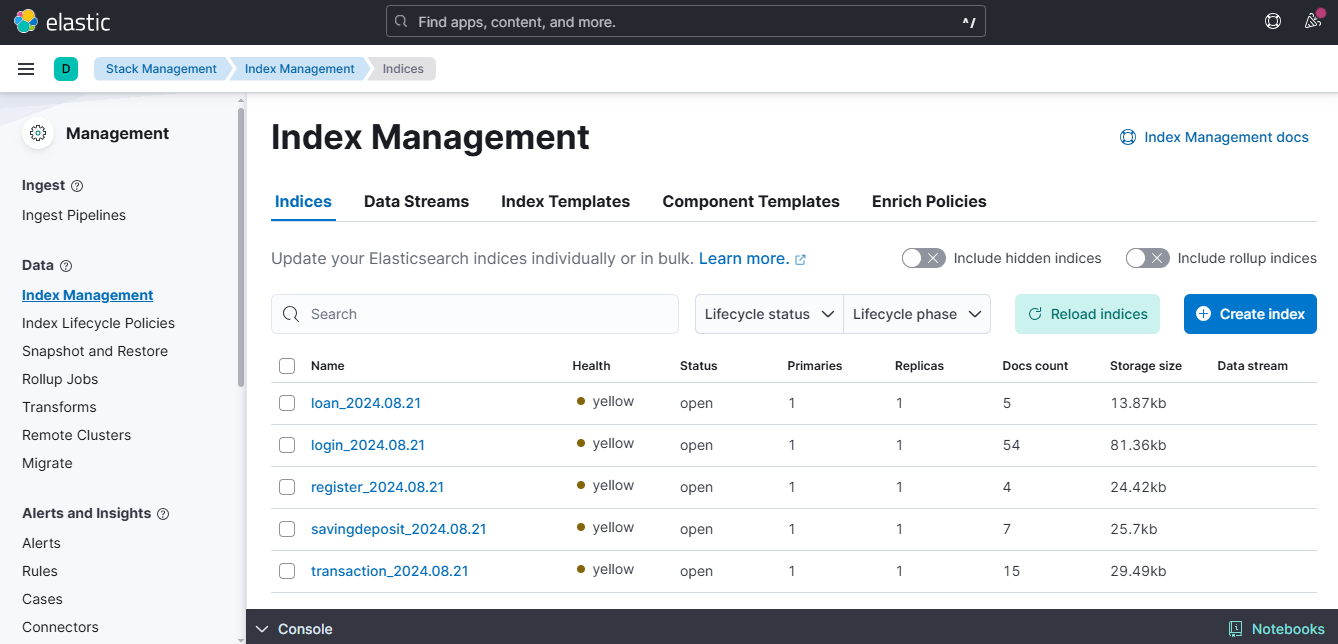 elastic
Find apps, content, and more.
^/
D
Stack Management
Index Management
Indices
Management
Ingest
Ingest Pipelines
Data
Index Management
Index Lifecycle Policies
Snapshot and Restore
Rollup Jobs
Transforms
Remote Clusters
Migrate
Alerts and Insights
Alerts
Rules
Cases
Connectors
Index Management
Index Management docs
Indices Data Streams Index Templates Component Templates Enrich Policies
Update your Elasticsearch indices individually or in bulk. Learn more.
Include hidden indices Include rollup indices
Search
Lifecycle status Lifecycle phase Reload indices Create index
Name Health Status Primaries Replicas Docs count Storage size Data stream
loan_2024.08.21 yellow open 1 1 5 13.87kb
login_2024.08.21 yellow open 1 1 54 81.36kb
register_2024.08.21 yellow open 1 1 4 24.42kb
savingdeposit_2024.08.21 yellow open 1 1 7 25.7kb
transaction_2024.08.21 yellow open 1 1 15 29.49kb
Console
Notebooks